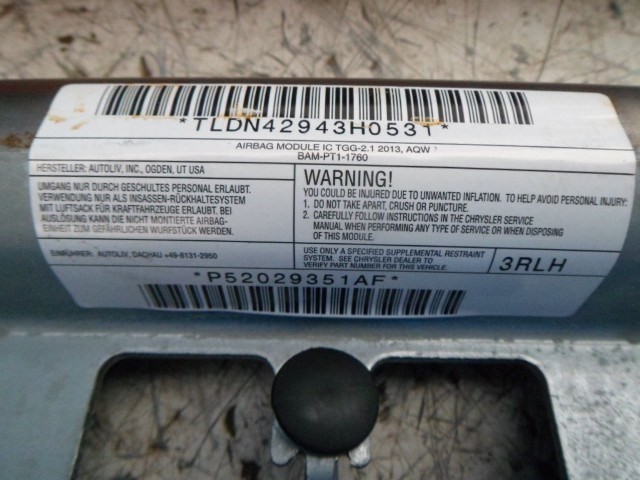 *TLDN42943H0531*
AIRBAG MODULE IC TGG-2.1 2013, AQW
BAM-PT1-1760
HERSTELLER: AUTOLIV, INC., OGDEN, UT USA
UMGANG NUR DURCH GESCHULTES PERSONAL ERLAUBT.
VERWENDUNG NUR ALS INSASSEN-RÜCKHALTESYSTEM
MIT LUFTSACK FÜR KRAFTFAHRZEUGE ERLAUBT. BEI
AUSLÖSUNG KANN DIE NICHT MONTIERTE AIRBAG-
EINHEIT ZUM GEFÄHRLICHEN WURFSTÜCK WERDEN.
EINFÜHRER: AUTOLIV, DACHAU +49-8131-2950
WARNING!
YOU COULD BE INJURED DUE TO UNWANTED INFLATION. TO HELP AVOID PERSONAL INJURY:
1. DO NOT TAKE APART, CRUSH OR PUNCTURE.
2. CAREFULLY FOLLOW INSTRUCTIONS IN THE CHRYSLER SERVICE
MANUAL WHEN PERFORMING ANY TYPE OF SERVICE OR WHEN DISPOSING
OF THIS MODULE.
USE ONLY A SPECIFIED SUPPLEMENTAL RESTRAINT
SYSTEM. SEE CHRYSLER DEALER TO
VERIFY PART NUMBER FOR THIS VEHICLE.
3RLH
*P52029351AF*